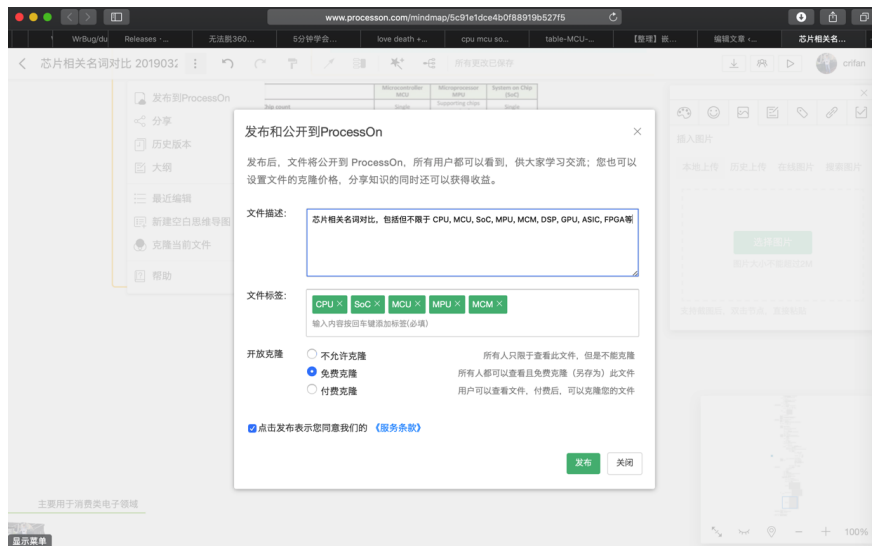 www.processon.com/mindmap/5c91e1dce4b0f88919b527f5
WrBug/du
Releases · ...
无法脱360...
5分钟学会...
love death +...
cpu mcu so...
table-MCU-...
【整理】嵌...
编辑文章 ‹...
芯片相关名...
芯片相关名词对比 2019032
所有更改已保存
crifan
发布到ProcessOn
分享
历史版本
大纲
最近编辑
新建空白思维导图
克隆当前文件
帮助
Microcontroller MCU
Microprocessor MPU
System on Chip (SoC)
Chip count
Single
Supporting chips
Single
插入图片
本地上传 历史上传 在线图片 搜索图片
选择图片
发布和公开到ProcessOn
发布后，文件将公开到 ProcessOn，所有用户都可以看到，供大家学习交流；您也可以
设置文件的克隆价格，分享知识的同时还可以获得收益。
文件描述:
芯片相关名词对比，包括但不限于 CPU, MCU, SoC, MPU, MCM, DSP, GPU, ASIC, FPGA等
文件标签:
CPU × SoC × MCU × MPU × MCM ×
输入内容按回车键添加标签(必填)
开放克隆
不允许克隆 所有人只限于查看此文件，但是不能克隆
免费克隆 所有人都可以查看且免费克隆（另存为）此文件
付费克隆 用户可以查看文件，付费后，可以克隆您的文件
点击发布表示您同意我们的 《服务条款》
发布 关闭
主要用于消费类电子领域
显示菜单
100%